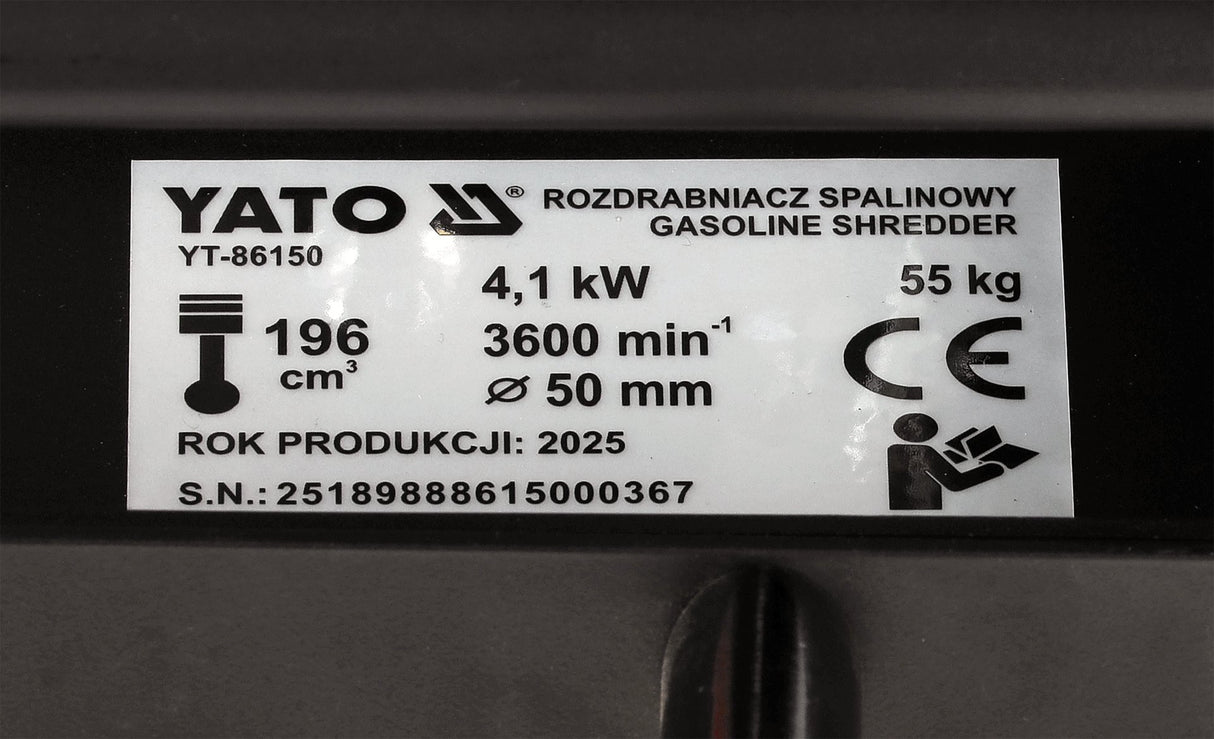 YATO ® ROZDRABNIACZ SPALINOWY
GASOLINE SHREDDER
YT-86150
4,1 kW 55 kg
196 cm³
3600 min⁻¹
CE
ø 50 mm
ROK PRODUKCJI: 2025
S.N.: 25189888615000367